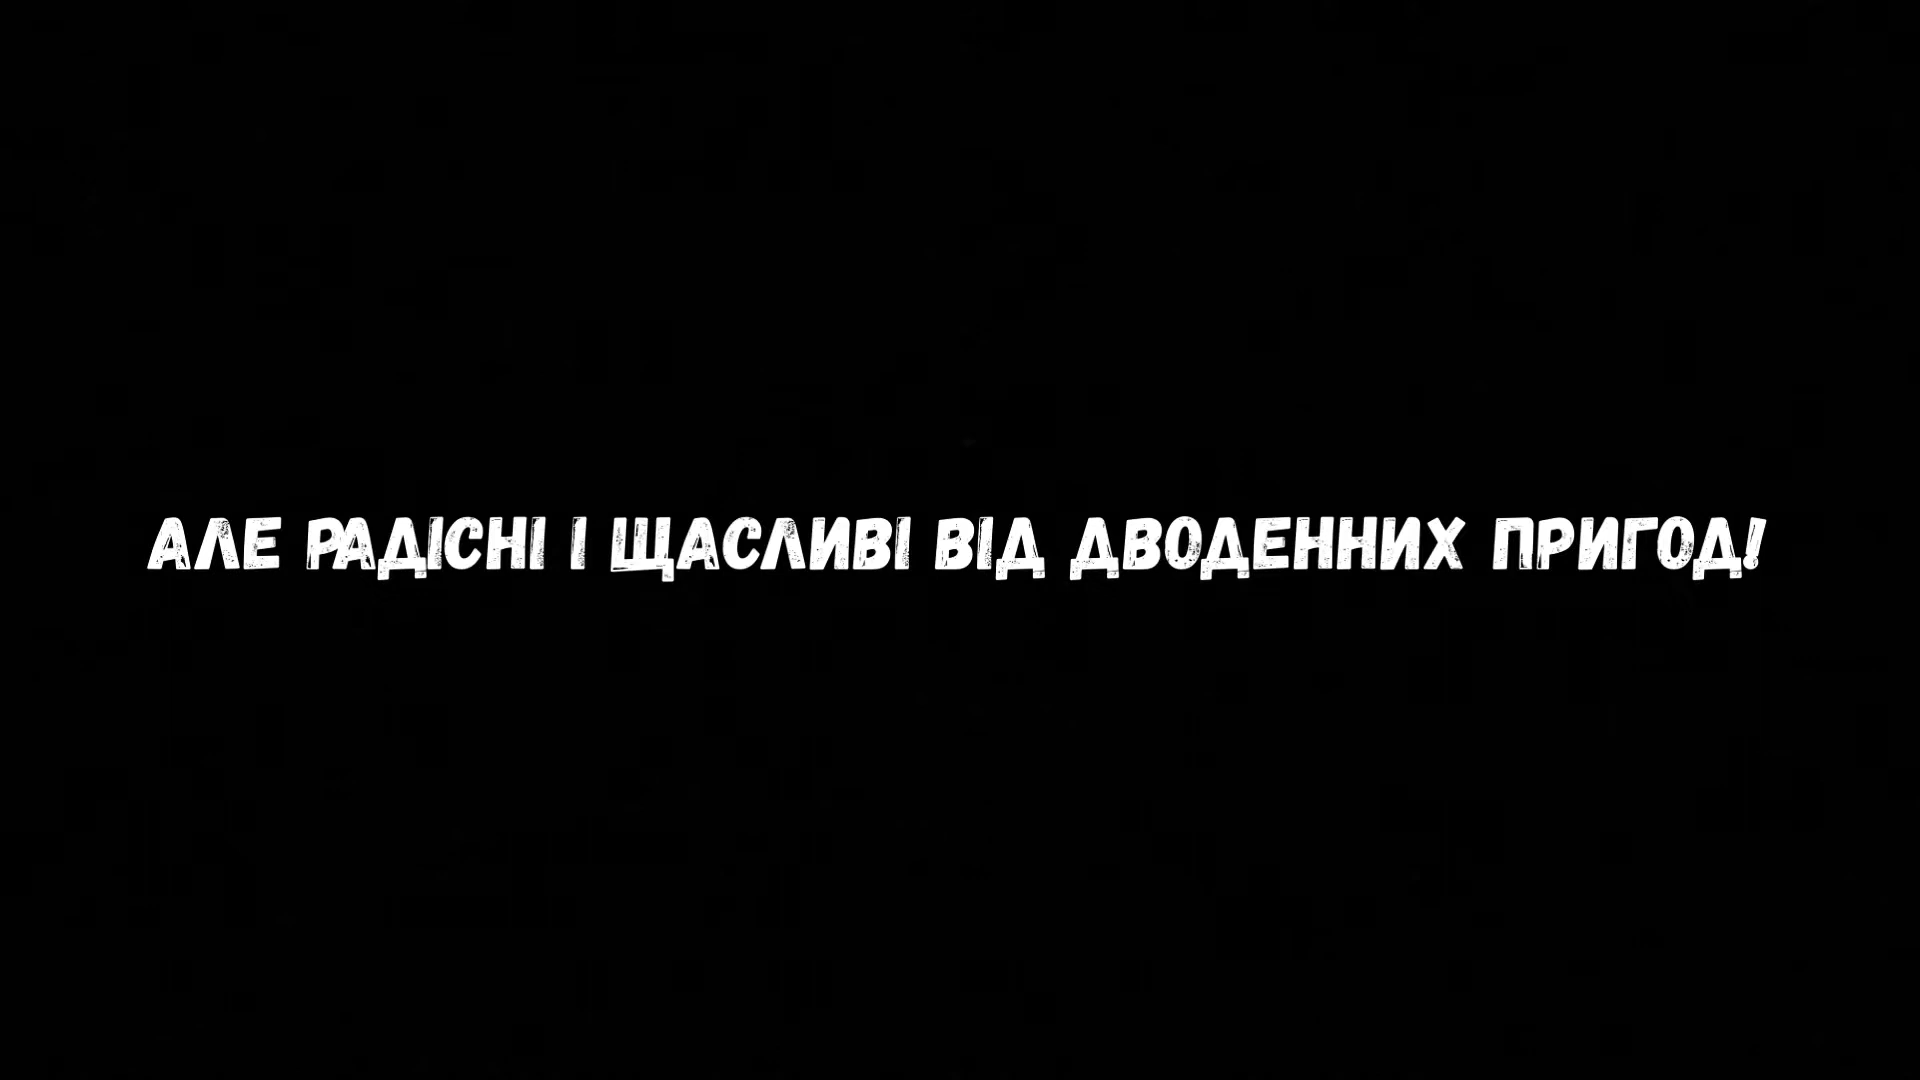 АЛЕ РАДІСНІ І ЩАСЛИВІ ВІД ДВОДЕННИХ ПРИГОД!